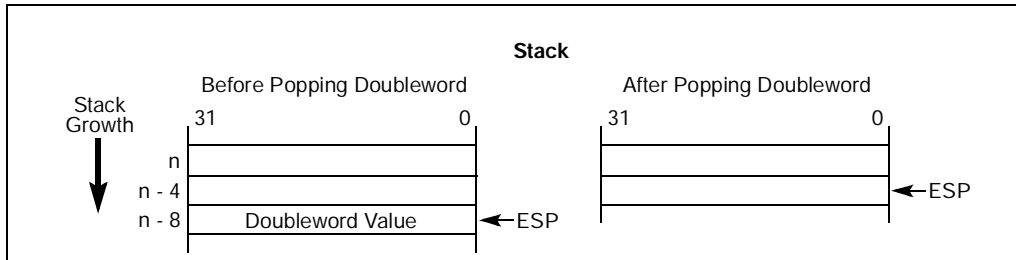 Stack
Before Popping Doubleword
After Popping Doubleword
Stack
Growth
31 0
31 0
n
n - 4
ESP
n - 8 Doubleword Value ESP